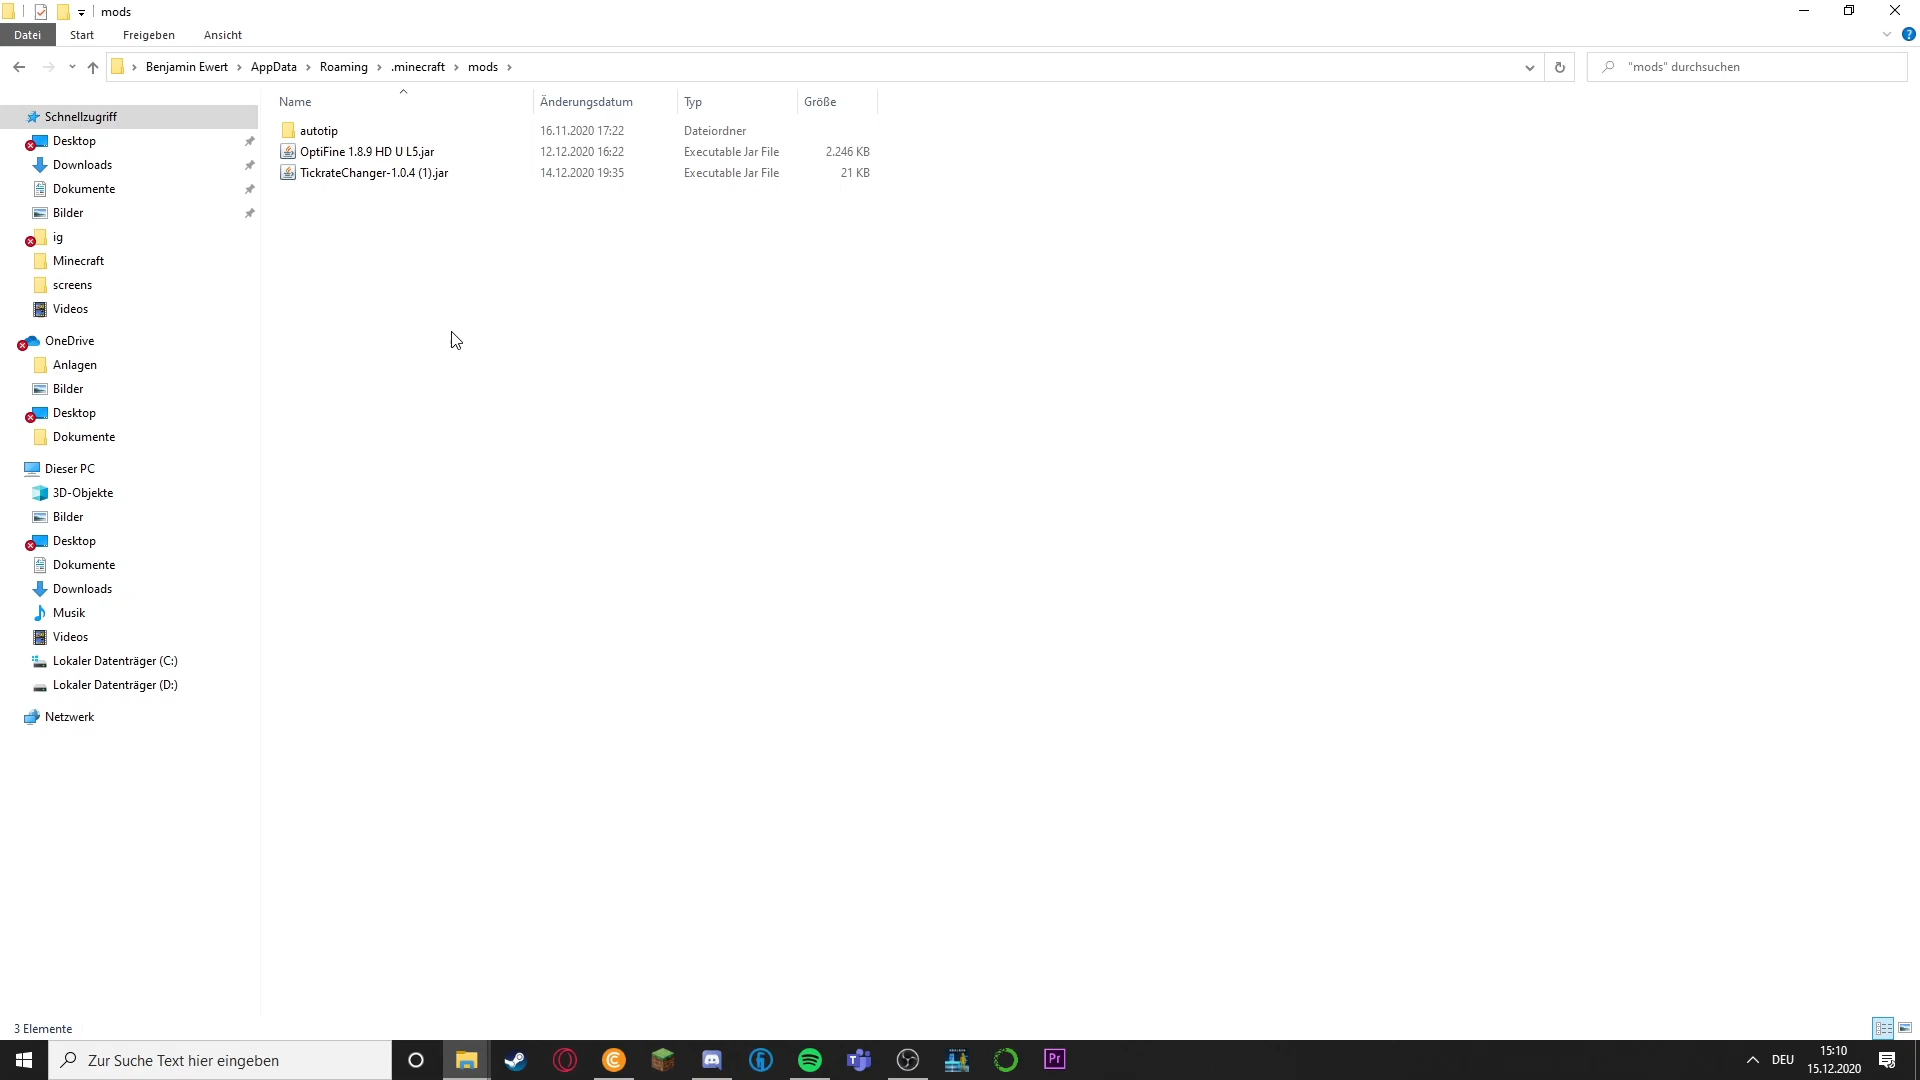 mods
Datei Start Freigeben Ansicht
Benjamin Ewert AppData Roaming .minecraft mods
"mods" durchsuchen
Name Änderungsdatum Typ Größe
autotip 16.11.2020 17:22 Dateiordner
OptiFine 1.8.9 HD U L5.jar 12.12.2020 16:22 Executable Jar File 2.246 KB
TickrateChanger-1.0.4 (1).jar 14.12.2020 19:35 Executable Jar File 21 KB
Schnellzugriff
Desktop
Downloads
Dokumente
Bilder
ig
Minecraft
screens
Videos
OneDrive
Anlagen
Bilder
Desktop
Dokumente
Dieser PC
3D-Objekte
Bilder
Desktop
Dokumente
Downloads
Musik
Videos
Lokaler Datenträger (C:)
Lokaler Datenträger (D:)
Netzwerk
3 Elemente
Zur Suche Text hier eingeben
Pr
DEU
15:10
15.12.2020